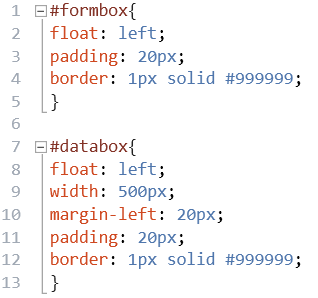 1 #formbox{
2 float: left;
3 padding: 20px;
4 border: 1px solid #999999;
5 }
6
7 #databox{
8 float: left;
9 width: 500px;
10 margin-left: 20px;
11 padding: 20px;
12 border: 1px solid #999999;
13 }